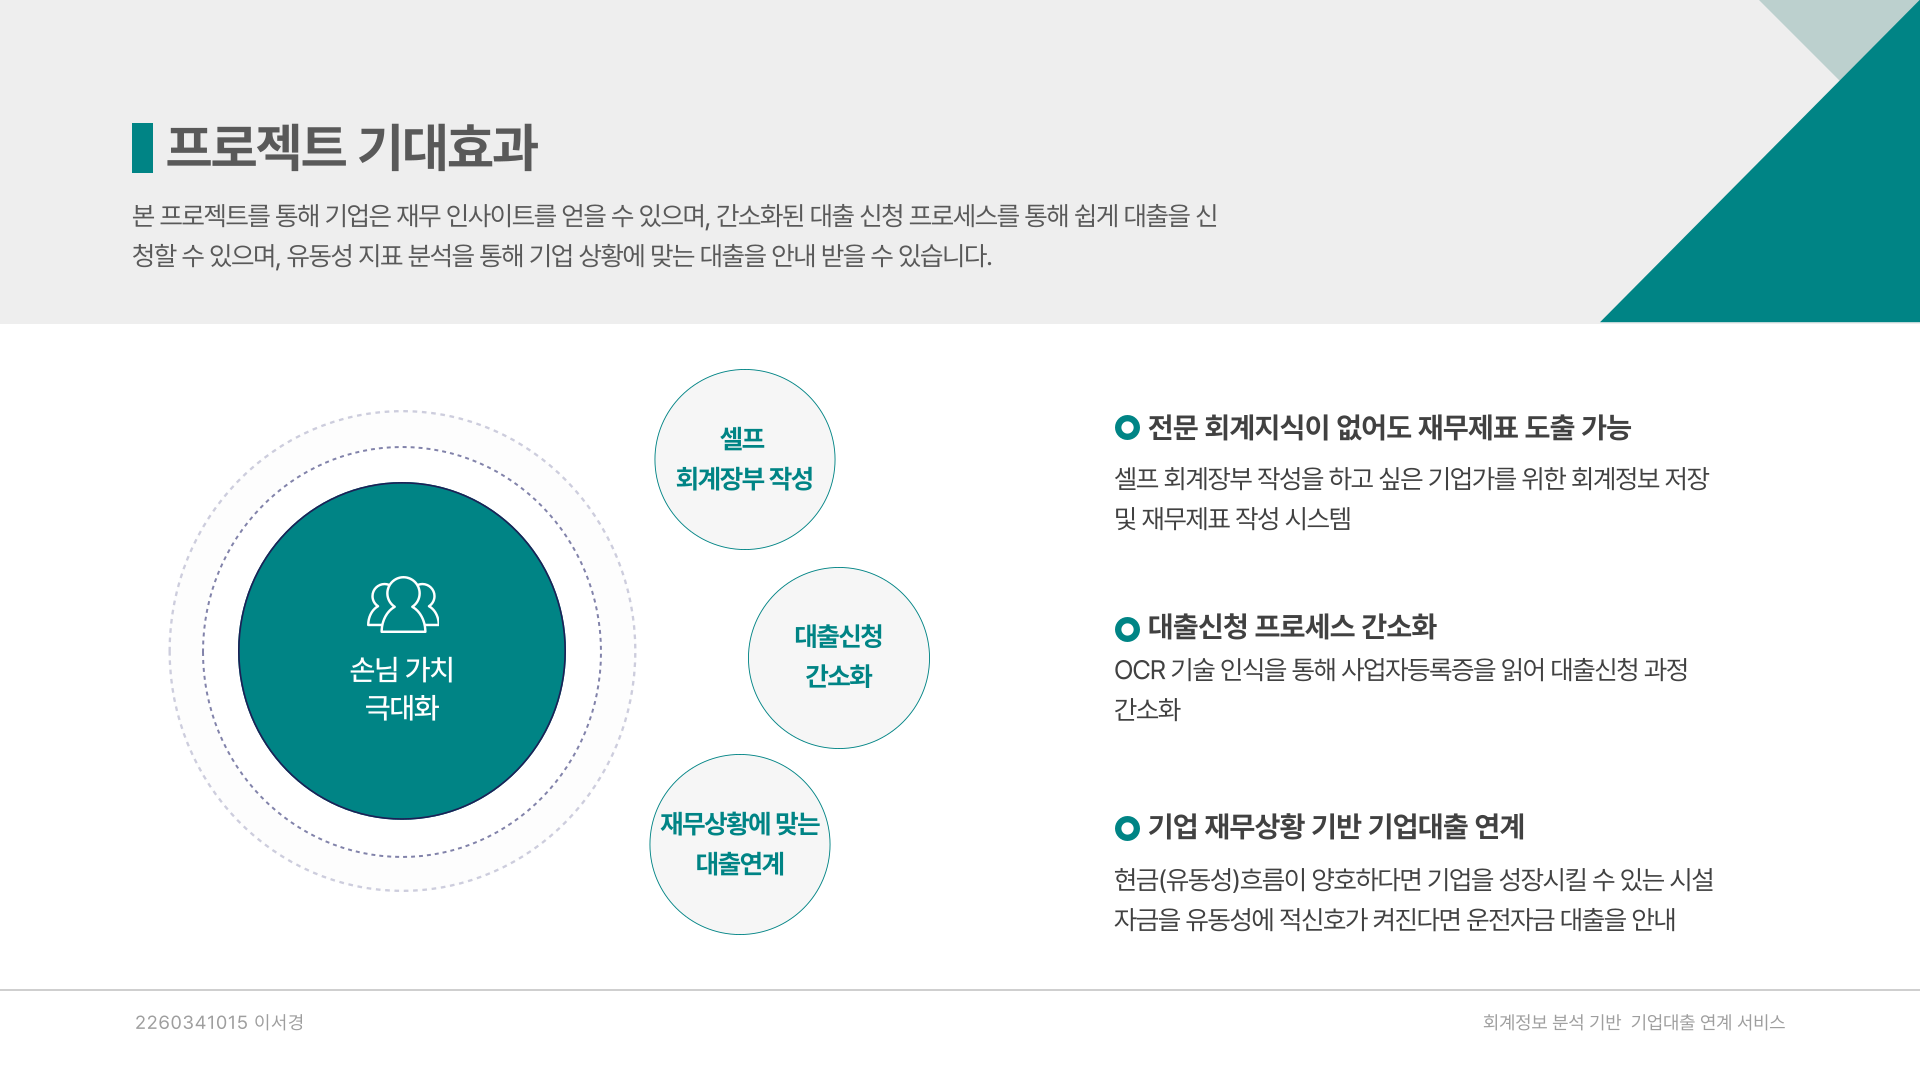 프로젝트 기대효과
본 프로젝트를 통해 기업은 재무 인사이트를 얻을 수 있으며, 간소화된 대출 신청 프로세스를 통해 쉽게 대출을 신
청할 수 있으며, 유동성 지표 분석을 통해 기업 상황에 맞는 대출을 안내 받을 수 있습니다.
손님 가치
극대화
셀프
회계장부 작성
대출신청
간소화
재무상황에 맞는
대출연계
전문 회계지식이 없어도 재무제표 도출 가능
셀프 회계장부 작성을 하고 싶은 기업가를 위한 회계정보 저장
및 재무제표 작성 시스템
대출신청 프로세스 간소화
OCR 기술 인식을 통해 사업자등록증을 읽어 대출신청 과정
간소화
기업 재무상황 기반 기업대출 연계
현금(유동성)흐름이 양호하다면 기업을 성장시킬 수 있는 시설
자금을 유동성에 적신호가 켜진다면 운전자금 대출을 안내
2260341015 이서경
회계정보 분석 기반 기업대출 연계 서비스